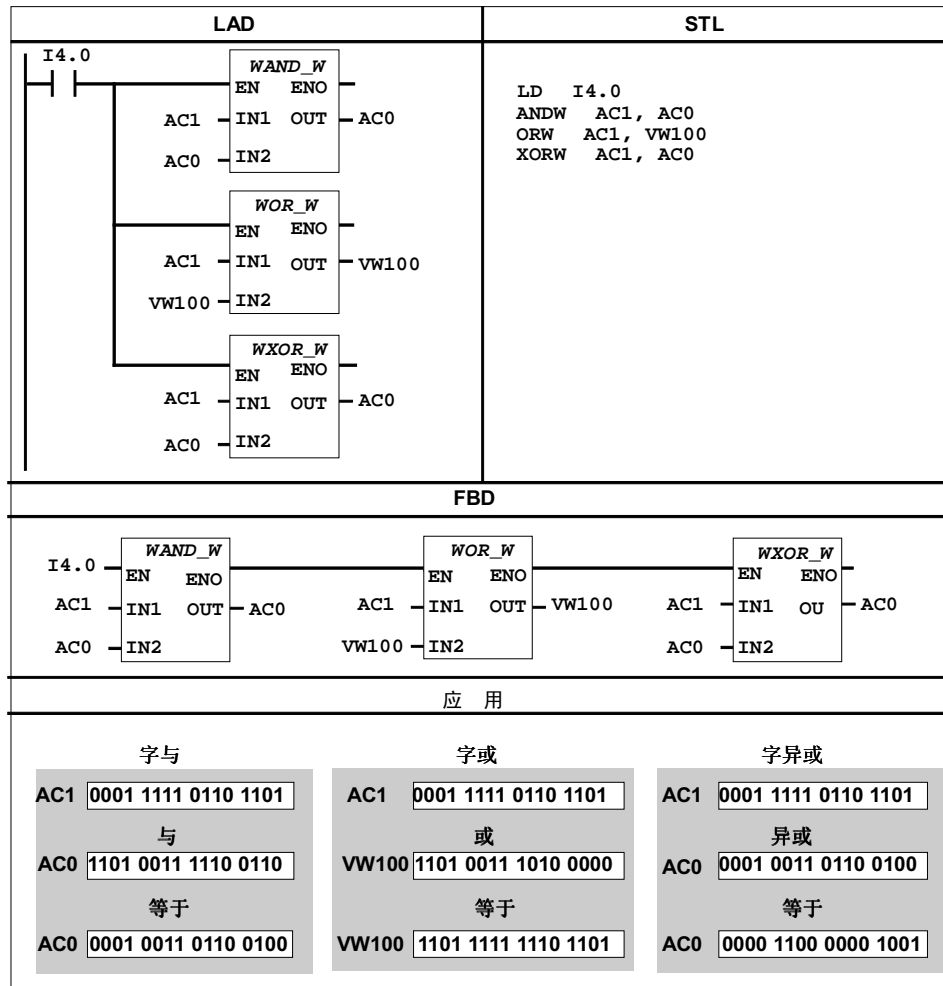 LAD
STL
I4.0
WAND_W
EN ENO
AC1 IN1 OUT AC0
AC0 IN2
WOR_W
EN ENO
AC1 IN1 OUT VW100
VW100 IN2
WXOR_W
EN ENO
AC1 IN1 OUT AC0
AC0 IN2
LD I4.0
ANDW AC1, AC0
ORW AC1, VW100
XORW AC1, AC0
FBD
WAND_W
I4.0 EN ENO
AC1 IN1 OUT AC0
AC0 IN2
WOR_W
EN ENO
AC1 IN1 OUT VW100
VW100 IN2
WXOR_W
EN ENO
AC1 IN1 OU AC0
AC0 IN2
应 用
字与
AC1 0001 1111 0110 1101
与
AC0 1101 0011 1110 0110
等于
AC0 0001 0011 0110 0100
字或
AC1 0001 1111 0110 1101
或
VW100 1101 0011 1010 0000
等于
VW100 1101 1111 1110 1101
字异或
AC1 0001 1111 0110 1101
异或
AC0 0001 0011 0110 0100
等于
AC0 0000 1100 0000 1001